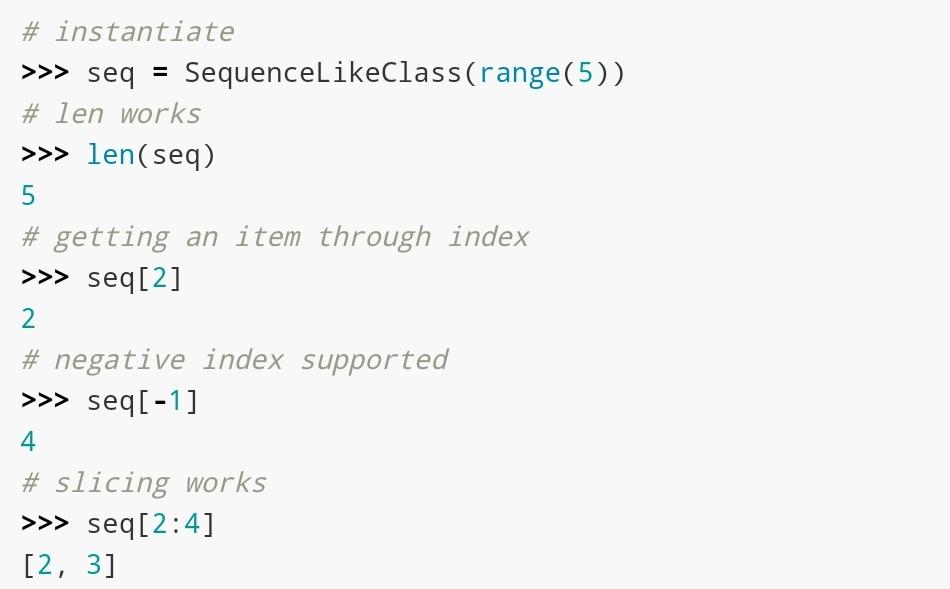 # instantiate
>>> seq = SequenceLikeClass(range(5))
# len works
>>> len(seq)
5
# getting an item through index
>>> seq[2]
2
# negative index supported
>>> seq[-1]
4
# slicing works
>>> seq[2:4]
[2, 3]